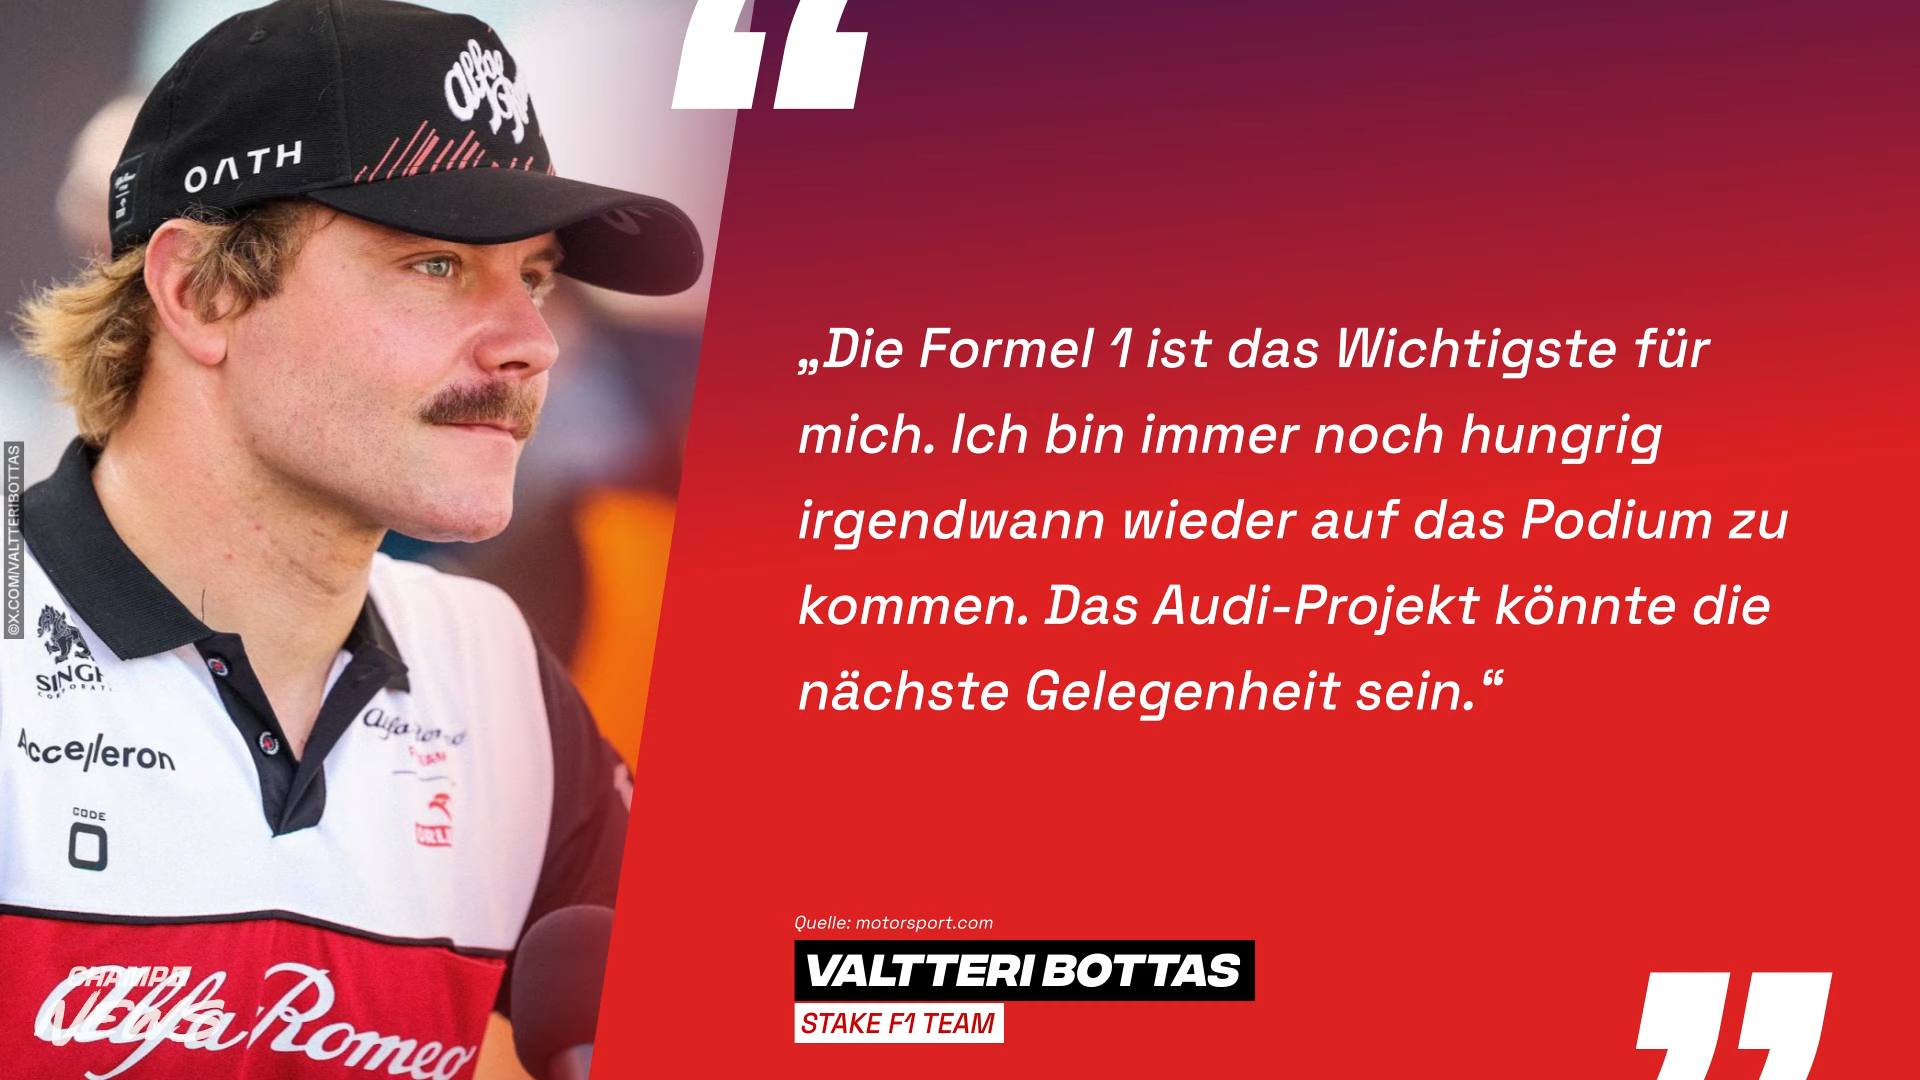 OATH
©X.COM/VALTTERIBOTTAS
Accelleron
CODE
Alfa Romeo
CHAMP1
NEWS
„Die Formel 1 ist das Wichtigste für
mich. Ich bin immer noch hungrig
irgendwann wieder auf das Podium zu
kommen. Das Audi-Projekt könnte die
nächste Gelegenheit sein.“
Quelle: motorsport.com
VALTTERI BOTTAS
STAKE F1 TEAM